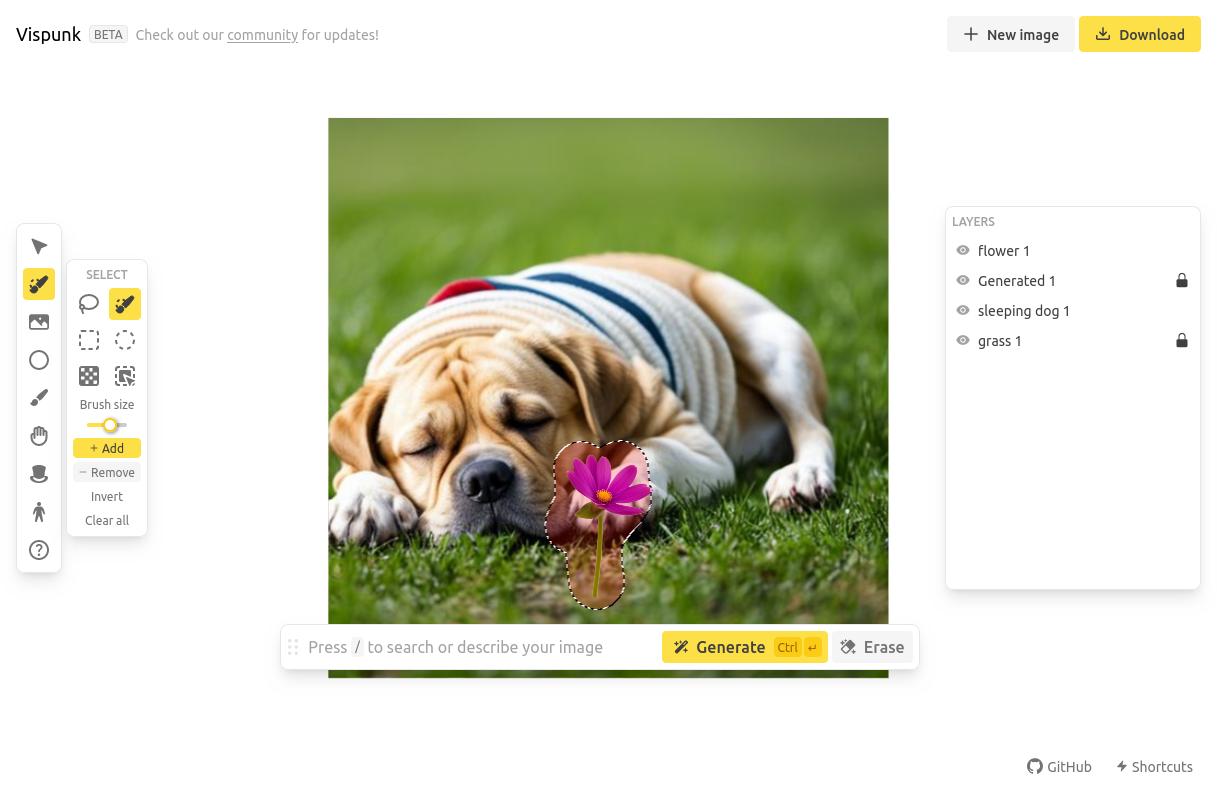 Vispunk BETA Check out our community for updates!
New image
Download
SELECT
Brush size
+ Add
− Remove
Invert
Clear all
LAYERS
flower 1
Generated 1
sleeping dog 1
grass 1
Press / to search or describe your image
Generate Ctrl ↵
Erase
GitHub
Shortcuts